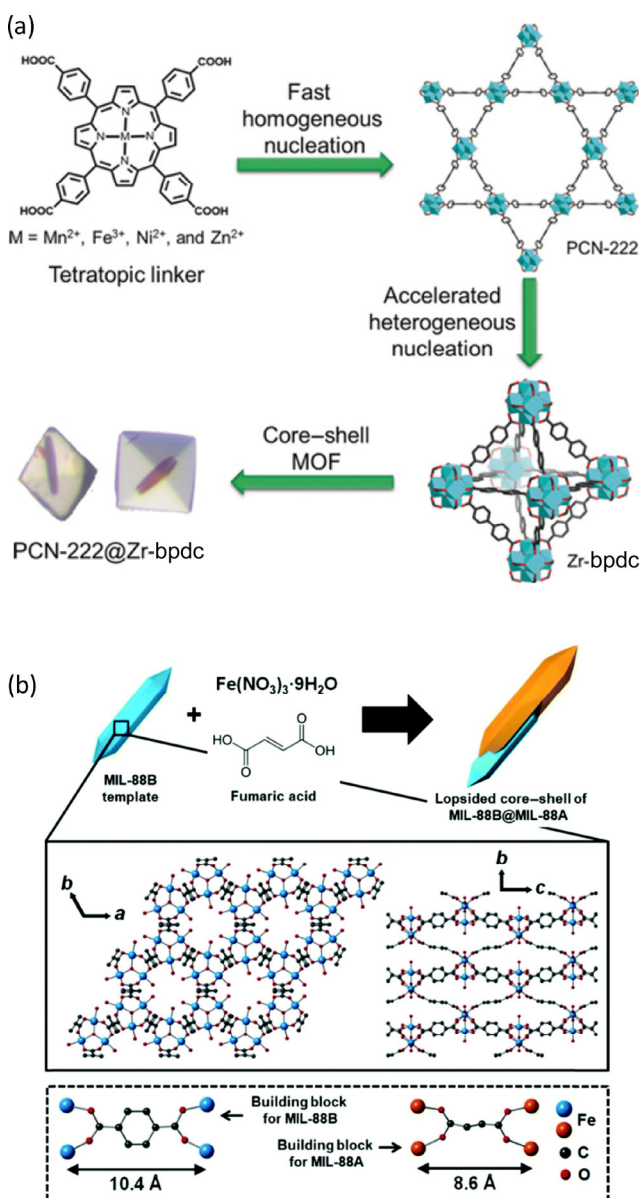 (a)
HOOC
COOH
N
N
M
N
N
HOOC
COOH
M = Mn²⁺, Fe³⁺, Ni²⁺, and Zn²⁺
Tetratopic linker
Fast
homogeneous
nucleation
PCN-222
Accelerated
heterogeneous
nucleation
Zr-bpdc
Core–shell
MOF
PCN-222@Zr-bpdc
(b)
MIL-88B
template
+
Fe(NO₃)₃·9H₂O
HO
O
O
OH
Fumaric acid
Lopsided core–shell of
MIL-88B@MIL-88A
b
a
b
c
Building block
for MIL-88B
10.4 Å
Building block
for MIL-88A
8.6 Å
Fe
C
O